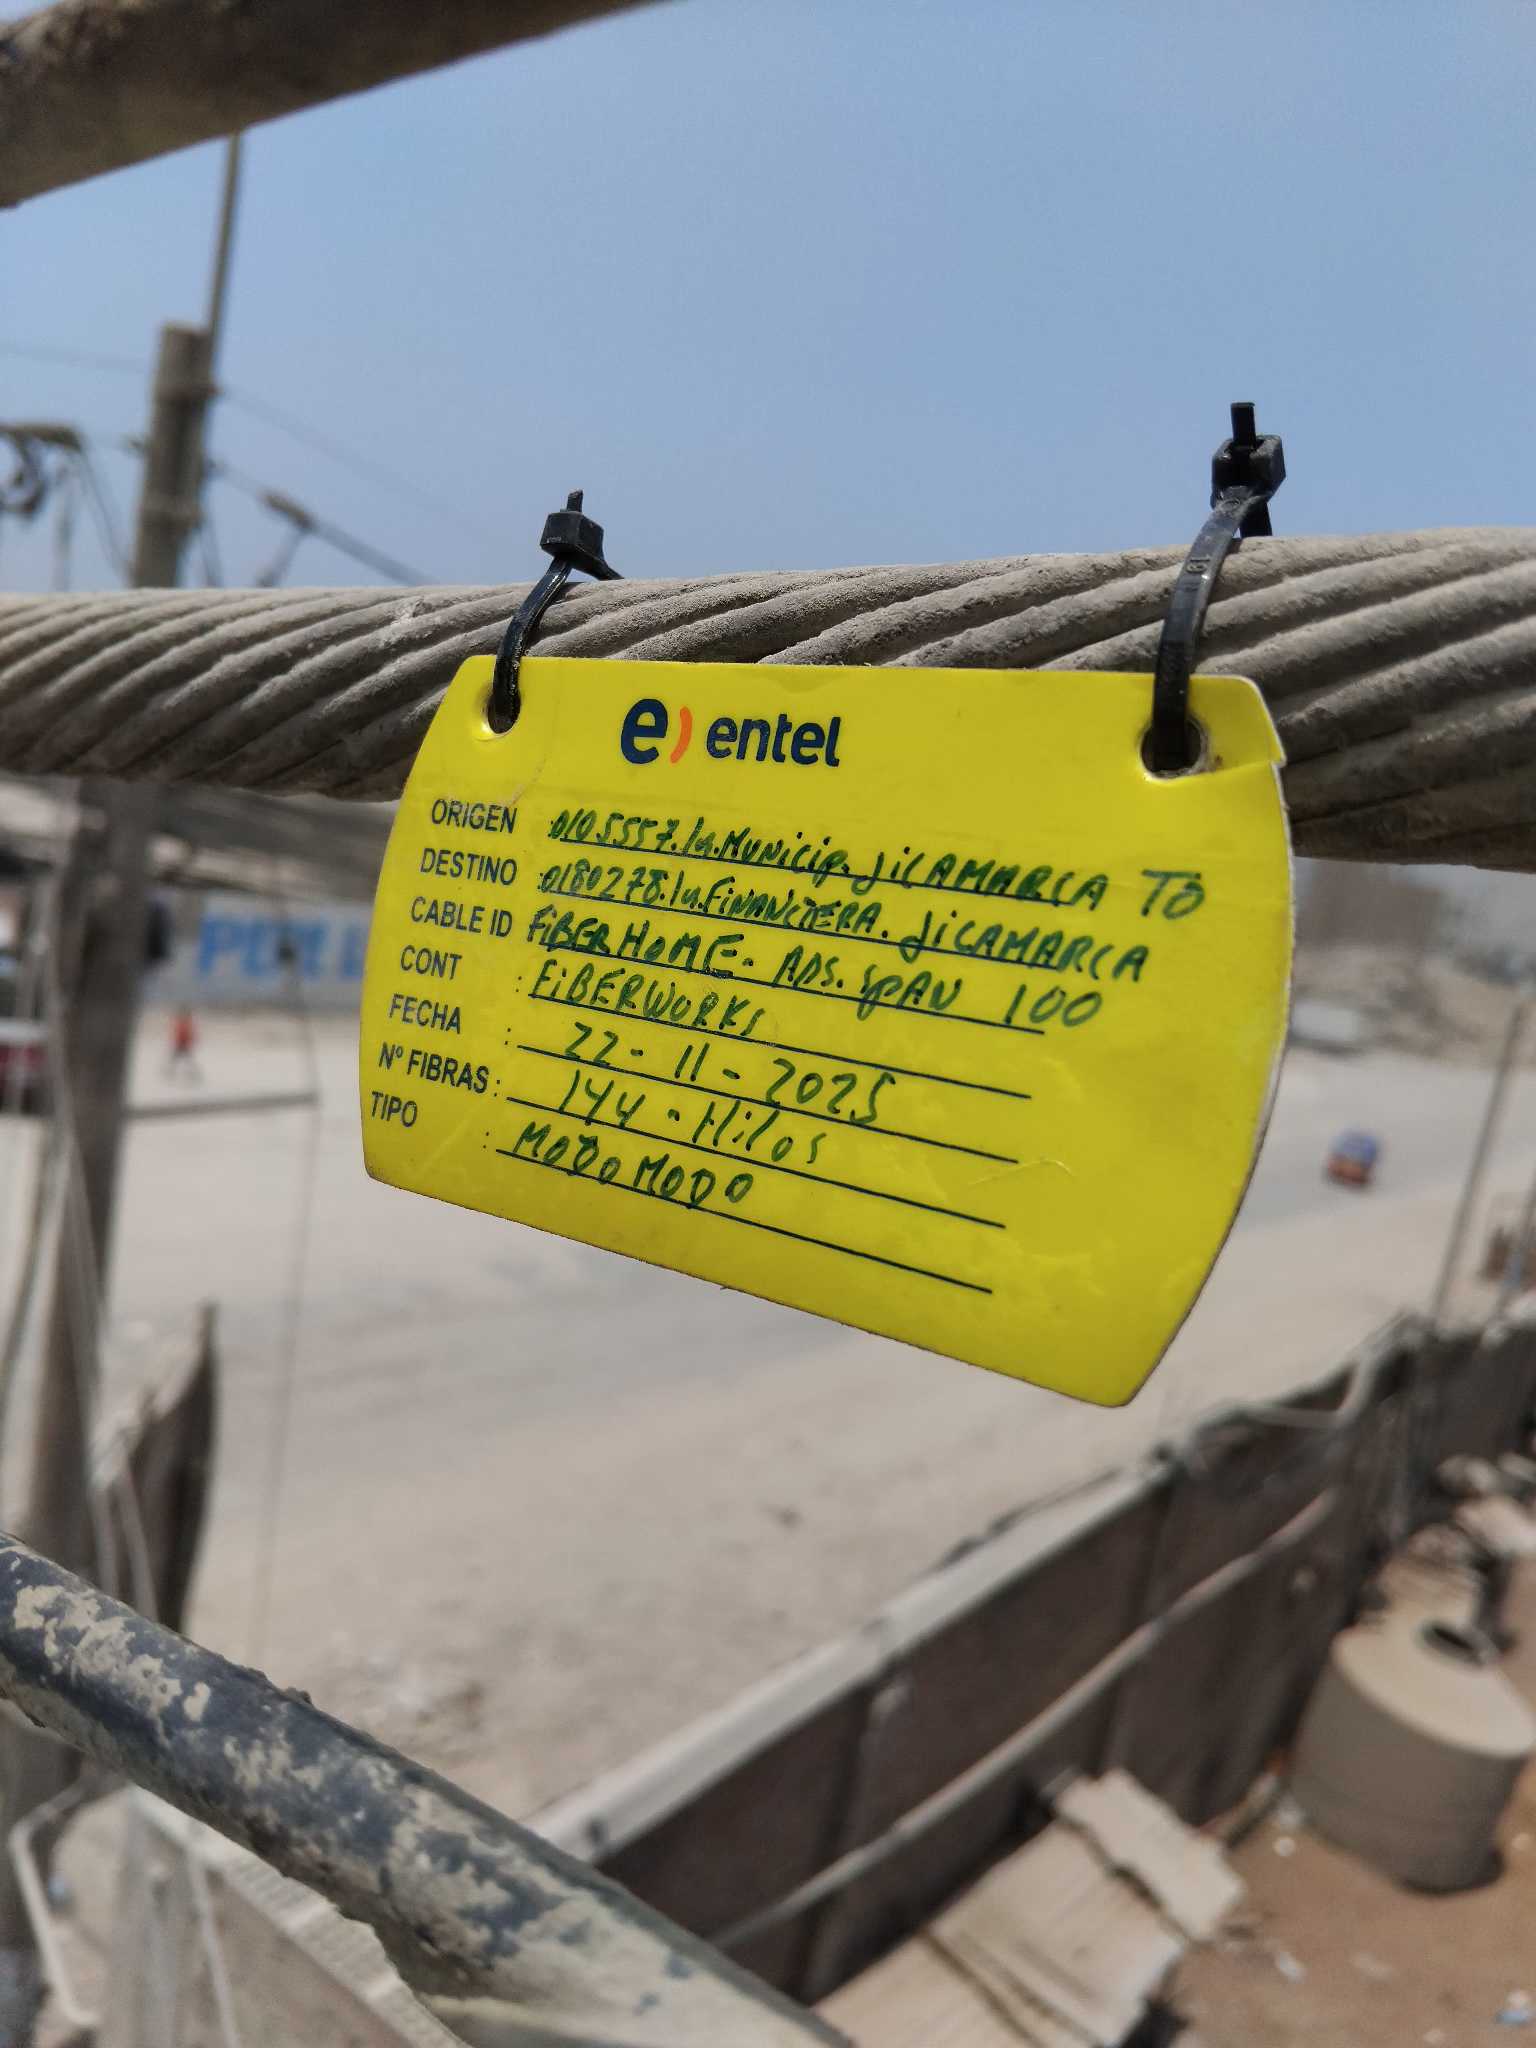 e) entel
ORIGEN : 0105557.lu.Municip. JiCAMARCA TO
DESTINO : 0180278.lu.FiNANCiERA. JiCAMARCA
CABLE ID FiBERHOME - ADS. SPAN 100
CONT : FiBERWORKS
FECHA : 22 - 11 - 2025
Nº FIBRAS : 144 - Hilos
TIPO : MODOMODO